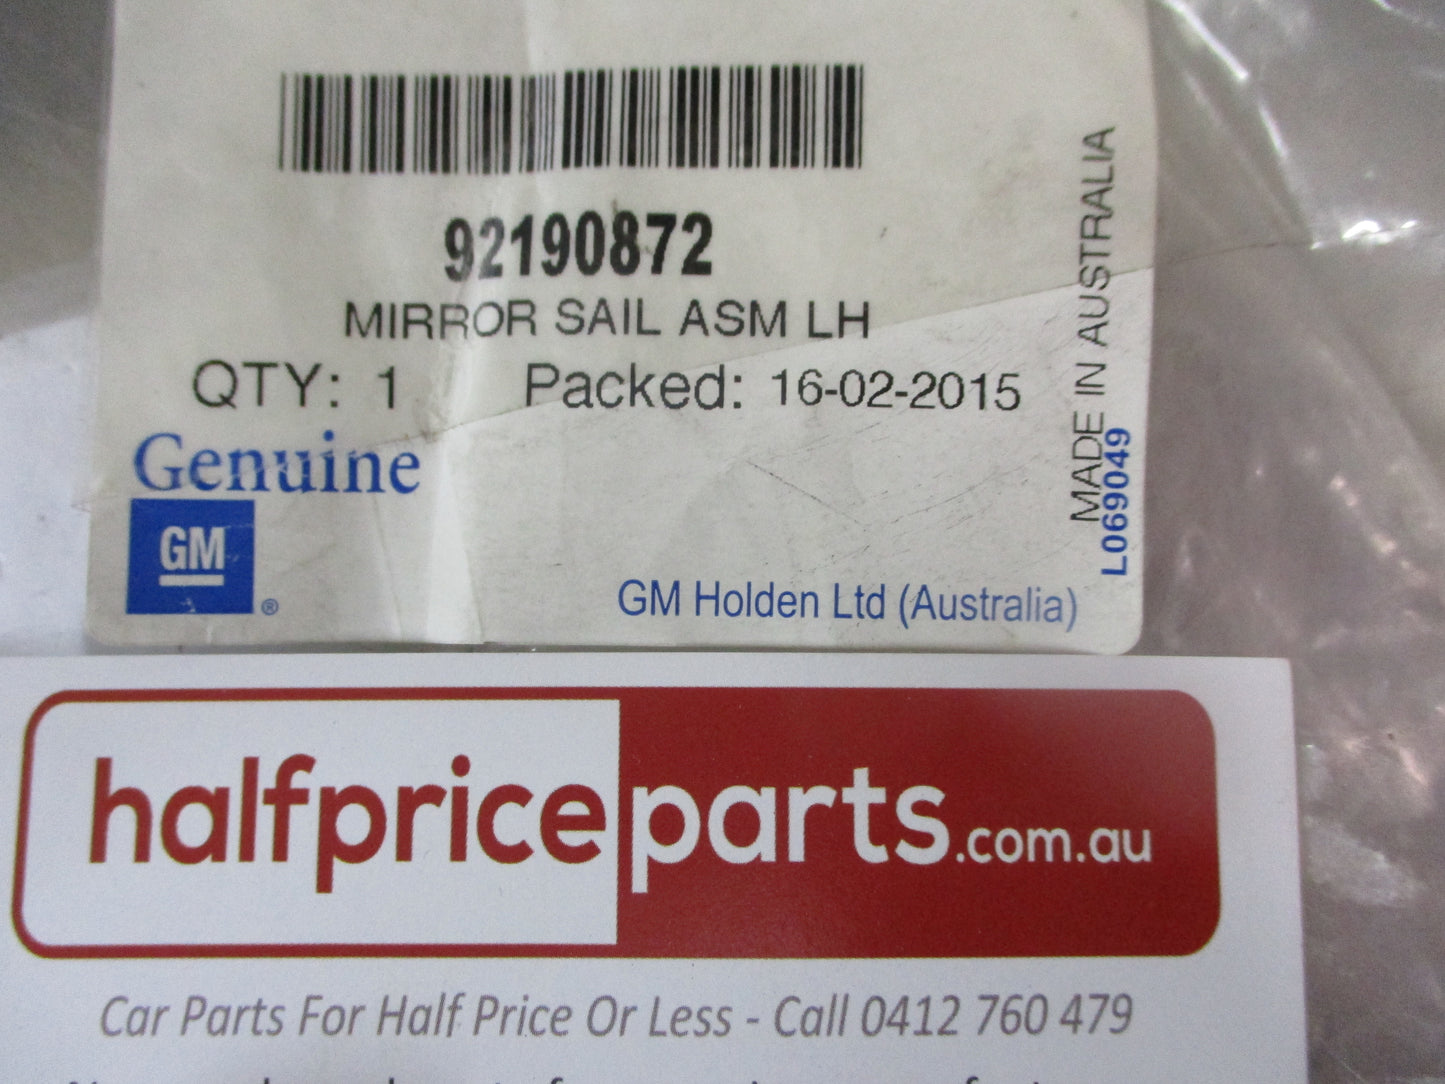 92190872
MIRROR SAIL ASM LH
QTY: 1 Packed: 16-02-2015
MADE IN AUSTRALIA
L069049
Genuine
GM ®
GM Holden Ltd (Australia)
halfpriceparts.com.au
Car Parts For Half Price Or Less - Call 0412 760 479